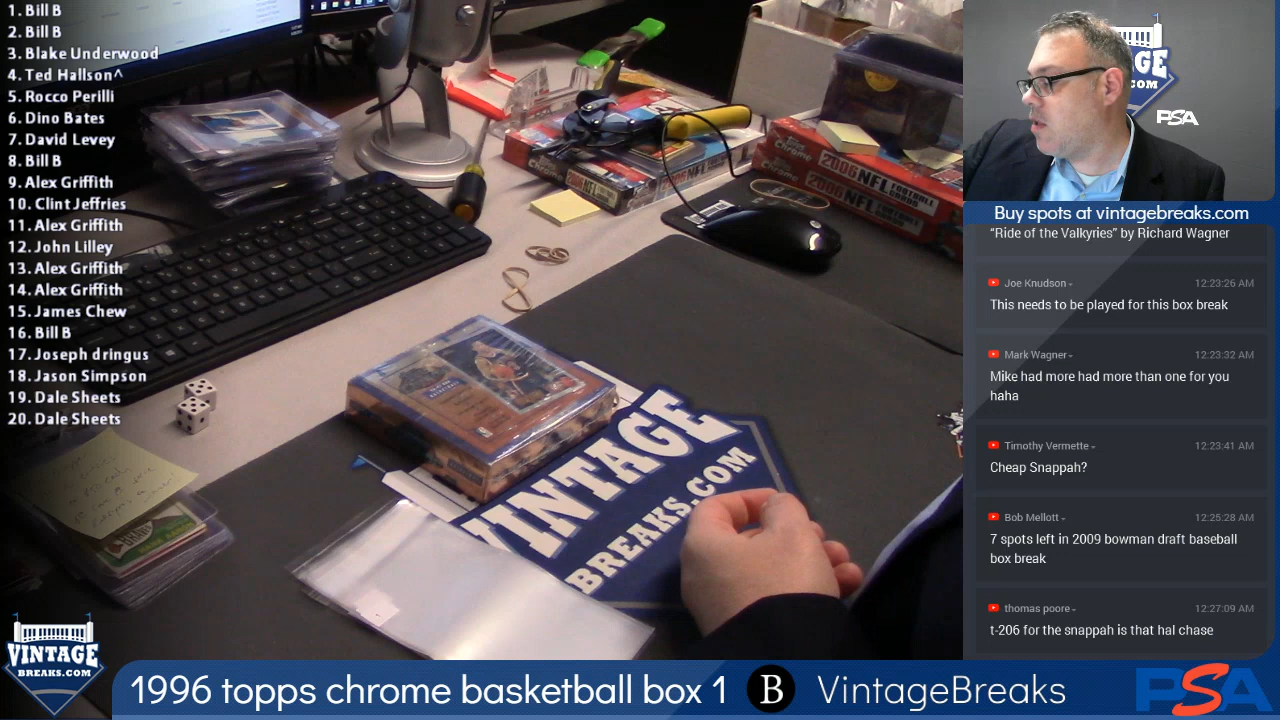 1. Bill B
2. Bill B
3. Blake Underwood
4. Ted Hallson^
5. Rocco Perilli
6. Dino Bates
7. David Levey
8. Bill B
9. Alex Griffith
10. Clint Jeffries
11. Alex Griffith
12. John Lilley
13. Alex Griffith
14. Alex Griffith
15. James Chew
16. Bill B
17. Joseph dringus
18. Jason Simpson
19. Dale Sheets
20. Dale Sheets
Topps
Chrome
2006 NFL
FOOTBALL
CARDS
2006 NFL
FOOTBALL
CARDS
2006 NFL
VINTAGE
BREAKS.COM
PSA
Buy spots at vintagebreaks.com
“Ride of the Valkyries” by Richard Wagner
Joe Knudson 12:23:26 AM
This needs to be played for this box break
Mark Wagner 12:23:32 AM
Mike had more had more than one for you
haha
Timothy Vermette 12:23:41 AM
Cheap Snappah?
Bob Mellott 12:25:28 AM
7 spots left in 2009 bowman draft baseball
box break
thomas poore 12:27:09 AM
t-206 for the snappah is that hal chase
VINTAGE
BREAKS.COM
1996 topps chrome basketball box 1 B VintageBreaks PSA